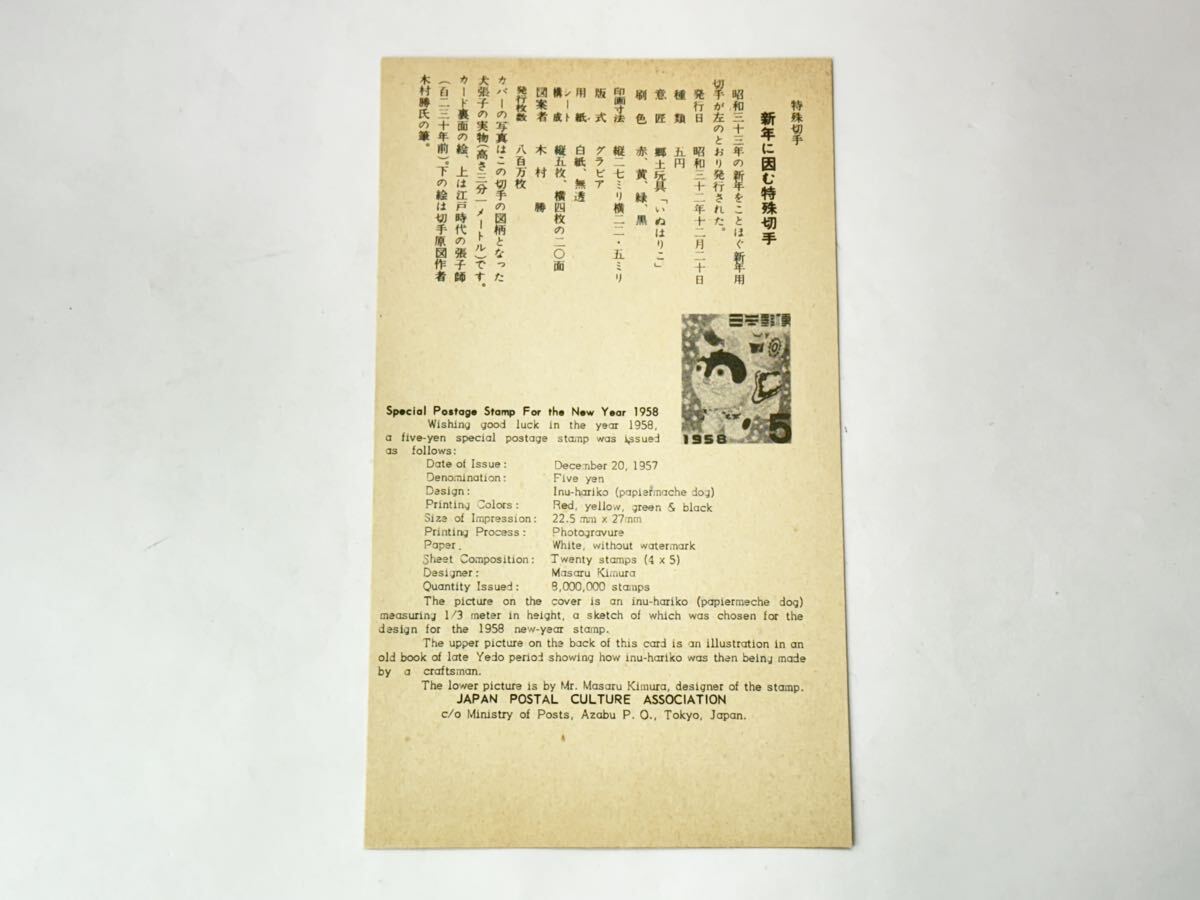 特殊切手
新年に因む特殊切手
昭和三十三年の新年をことほぐ新年用
切手が左のとおり発行された。
発行日 昭和三十二年十二月二十日
種類 五円
意匠 郷土玩具「いぬはりこ」
刷色 赤、黄、緑、黒
印画寸法 縦二七ミリ横二二・五ミリ
版式 グラビア
用紙 白紙、無透
シート構成 縦五枚、横四枚の二〇面
図案者 木村勝
発行枚数 八百万枚
カバーの写真はこの切手の図柄となった
犬張子の実物(高さ三分一メートル)です。
カード裏面の絵、上は江戸時代の張子師
(百二三十年前)。下の絵は切手原図作者
木村勝氏の筆。
日本郵便
1958 5
Special Postage Stamp For the New Year 1958
Wishing good luck in the year 1958,
a five-yen special postage stamp was issued
as follows:
Date of Issue: December 20, 1957
Denomination: Five yen
Design: Inu-hariko (papiermache dog)
Printing Colors: Red, yellow, green & black
Size of Impression: 22.5 mm x 27mm
Printing Process: Photogravure
Paper. White, without watermark
Sheet Composition: Twenty stamps (4 x 5)
Designer: Masaru Kimura
Quantity Issued: 8,000,000 stamps
The picture on the cover is an inu-hariko (papiermeche dog)
measuring 1/3 meter in height, a sketch of which was chosen for the
design for the 1958 new-year stamp.
The upper picture on the back of this card is an illustration in an
old book of late Yedo period showing how inu-hariko was then being made
by a craftsman.
The lower picture is by Mr. Masaru Kimura, designer of the stamp.
JAPAN POSTAL CULTURE ASSOCIATION
c/o Ministry of Posts, Azabu P. O., Tokyo, Japan.